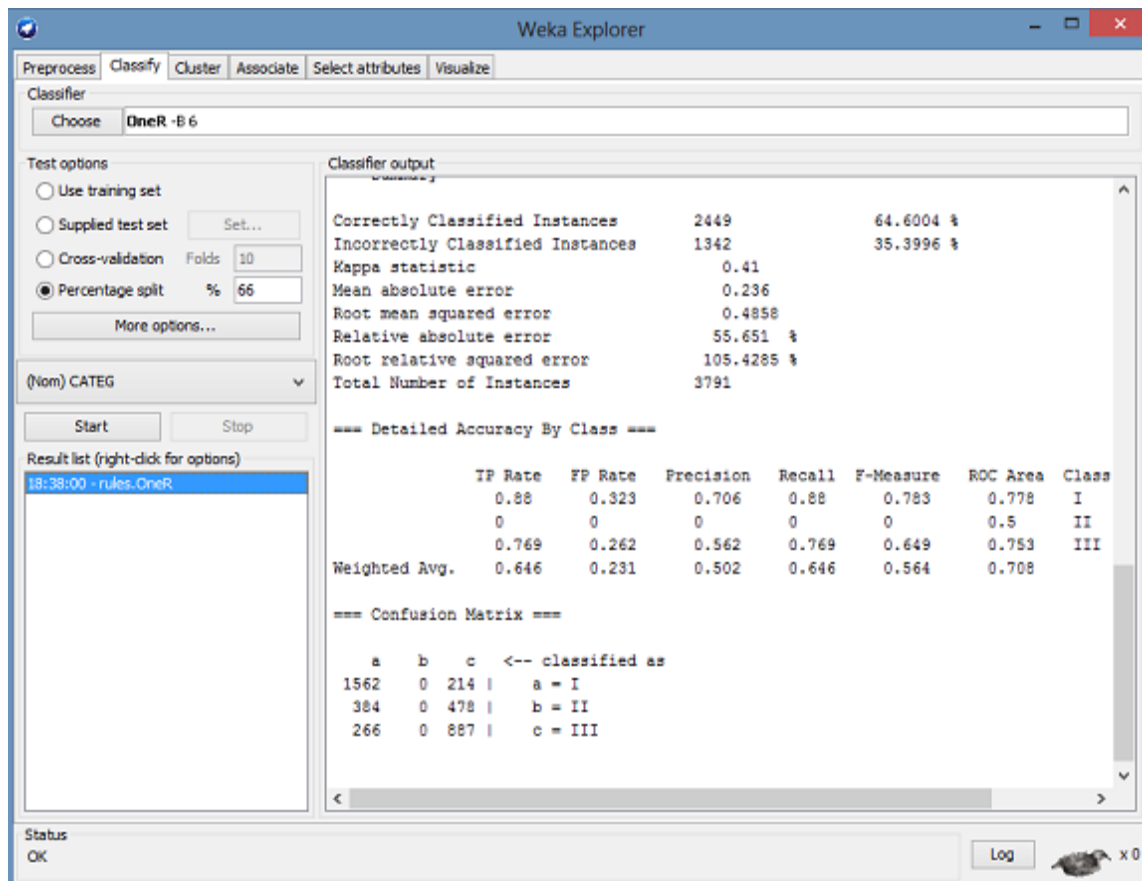 Weka Explorer
Preprocess Classify Cluster Associate Select attributes Visualize
Classifier
Choose OneR -B 6
Test options
Use training set
Supplied test set Set...
Cross-validation Folds 10
Percentage split % 66
More options...
(Nom) CATEG
Start Stop
Result list (right-click for options)
18:38:00 - rules.OneR
Classifier output
Summary
Correctly Classified Instances 2449 64.6004 %
Incorrectly Classified Instances 1342 35.3996 %
Kappa statistic 0.41
Mean absolute error 0.236
Root mean squared error 0.4858
Relative absolute error 55.651 %
Root relative squared error 105.4285 %
Total Number of Instances 3791
=== Detailed Accuracy By Class ===
TP Rate FP Rate Precision Recall F-Measure ROC Area Class
0.88 0.323 0.706 0.88 0.783 0.778 I
0 0 0 0 0 0.5 II
0.769 0.262 0.562 0.769 0.649 0.753 III
Weighted Avg. 0.646 0.231 0.502 0.646 0.564 0.708
=== Confusion Matrix ===
a b c <-- classified as
1562 0 214 | a = I
384 0 478 | b = II
266 0 887 | c = III
Status
OK
Log x 0